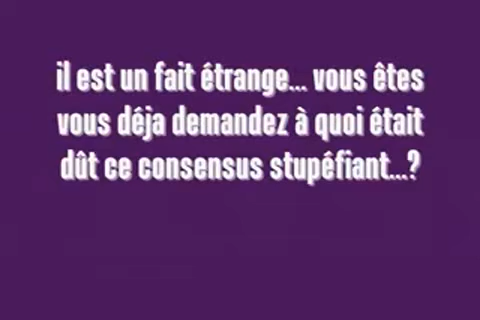 il est un fait étrange... vous êtes
vous déja demandez à quoi était
dût ce consensus stupéfiant...?